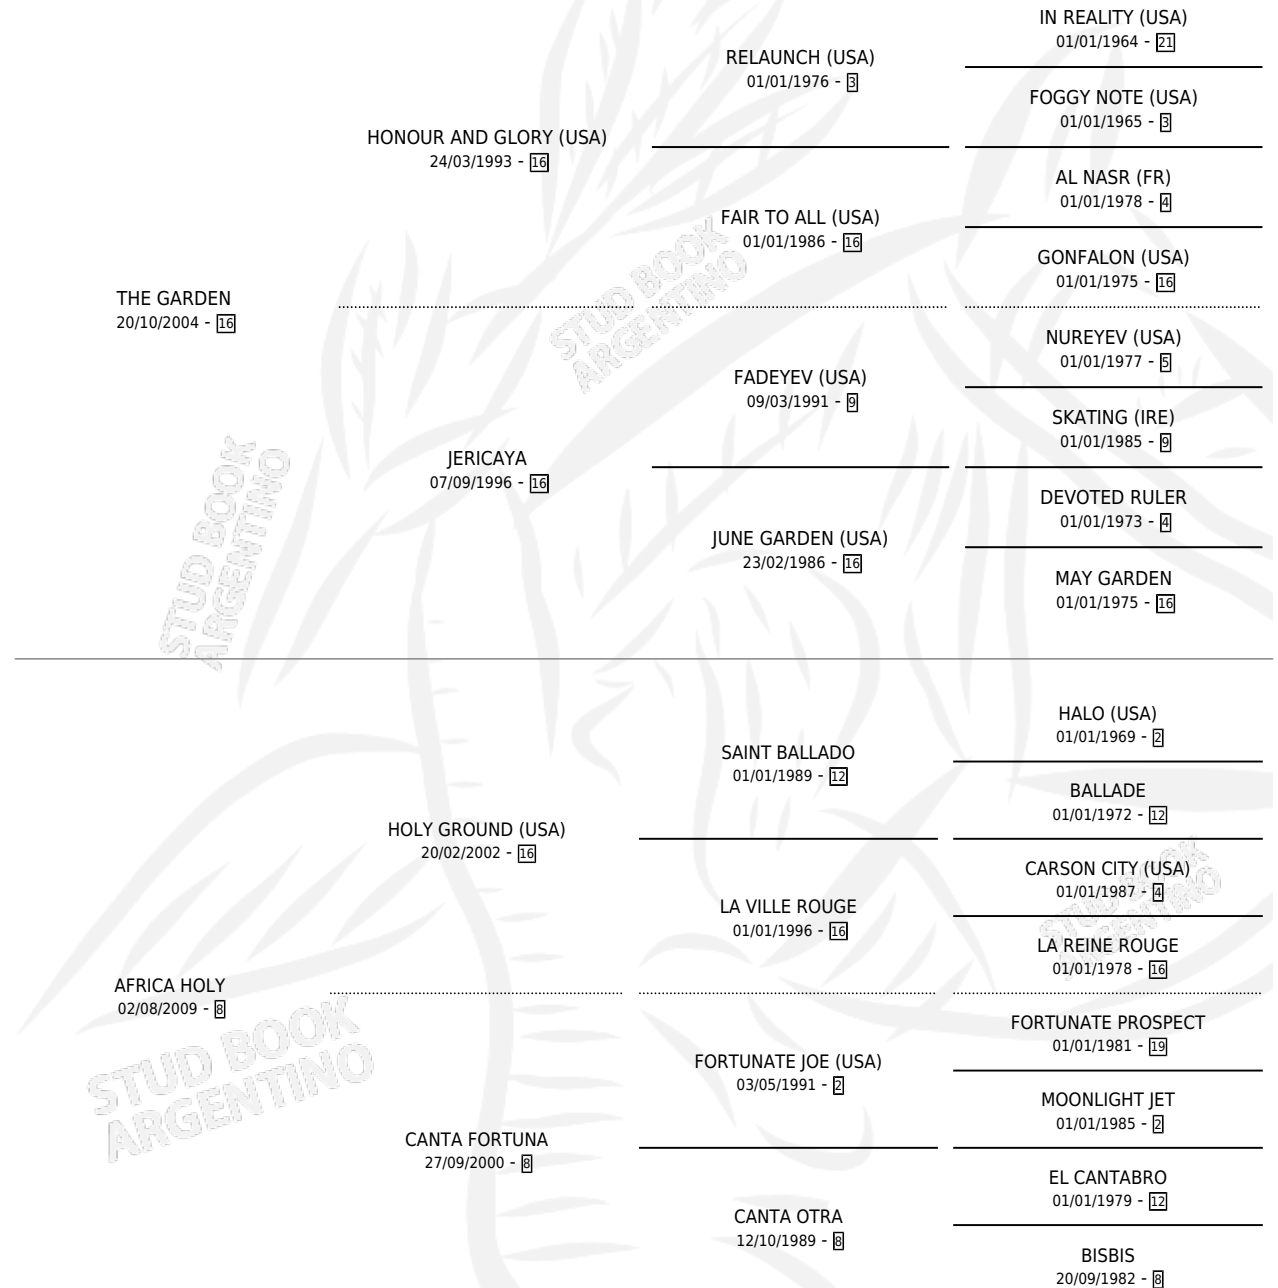 IN REALITY (USA)
01/01/1964 - 21
RELAUNCH (USA)
01/01/1976 - 3
FOGGY NOTE (USA)
01/01/1965 - 3
HONOUR AND GLORY (USA)
24/03/1993 - 16
AL NASR (FR)
01/01/1978 - 4
FAIR TO ALL (USA)
01/01/1986 - 16
GONFALON (USA)
01/01/1975 - 16
THE GARDEN
20/10/2004 - 16
NUREYEV (USA)
01/01/1977 - 5
FADEYEV (USA)
09/03/1991 - 9
SKATING (IRE)
01/01/1985 - 9
JERICAYA
07/09/1996 - 16
DEVOTED RULER
01/01/1973 - 4
JUNE GARDEN (USA)
23/02/1986 - 16
MAY GARDEN
01/01/1975 - 16
HALO (USA)
01/01/1969 - 2
SAINT BALLADO
01/01/1989 - 12
BALLADE
01/01/1972 - 12
HOLY GROUND (USA)
20/02/2002 - 16
CARSON CITY (USA)
01/01/1987 - 4
LA VILLE ROUGE
01/01/1996 - 16
LA REINE ROUGE
01/01/1978 - 16
AFRICA HOLY
02/08/2009 - 8
FORTUNATE PROSPECT
01/01/1981 - 19
FORTUNATE JOE (USA)
03/05/1991 - 2
MOONLIGHT JET
01/01/1985 - 2
CANTA FORTUNA
27/09/2000 - 8
EL CANTABRO
01/01/1979 - 12
CANTA OTRA
12/10/1989 - 8
BISBIS
20/09/1982 - 8
STUD BOOK
ARGENTINO
STUD BOOK
ARGENTINO
STUD BOOK
ARGENTINO
STUD BOOK
ARGENTINO